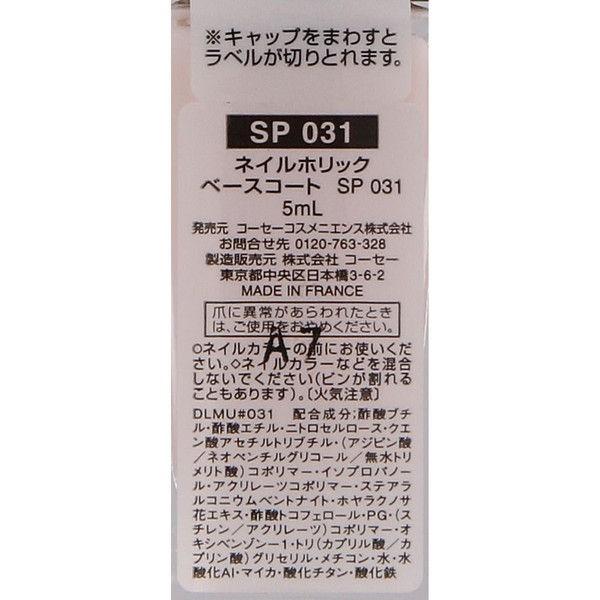 ※キャップをまわすと
ラベルが切りとれます。
SP 031
ネイルホリック
ベースコート SP 031
5mL
発売元 コーセーコスメニエンス株式会社
お問合せ先 0120-763-328
製造販売元 株式会社 コーセー
東京都中央区日本橋3-6-2
MADE IN FRANCE
爪に異常があらわれたとき
は、ご使用をおやめください。
A7
○ネイルカラーの前にお使いくだ
さい。○ネイルカラーなどを混合
しないでください(ビンが割れる
こともあります)。〔火気注意〕
DLMU#031 配合成分;酢酸ブチ
ル・酢酸エチル・ニトロセルロース・クエ
ン酸アセチルトリブチル・(アジピン酸
/ネオペンチルグリコール/無水トリ
メリト酸)コポリマー・イソプロパノー
ル・アクリレーツコポリマー・ステアラ
ルコニウムベントナイト・ホヤラクノサ
花エキス・酢酸トコフェロール・PG・(ス
チレン/アクリレーツ)コポリマー・オ
キシベンゾン-1・トリ(カプリル酸/カ
プリン酸)グリセリル・メチコン・水・水
酸化Al・マイカ・酸化チタン・酸化鉄